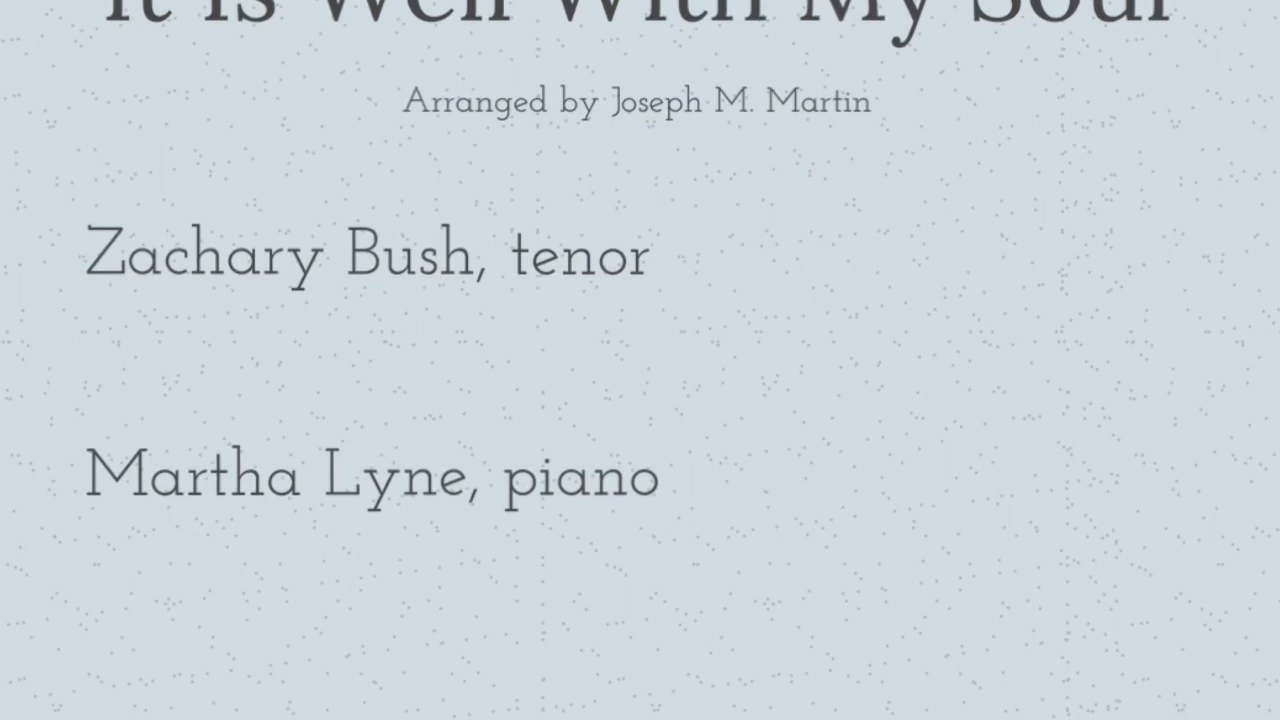 It Is Well With My Soul
Arranged by Joseph M. Martin
Zachary Bush, tenor
Martha Lyne, piano